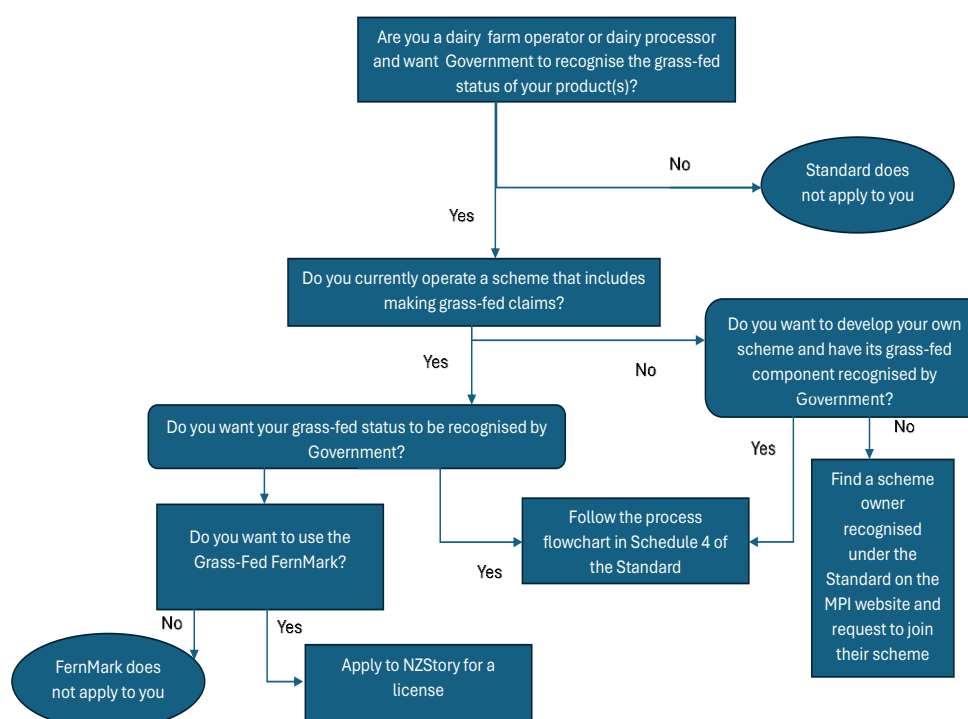 Are you a dairy farm operator or dairy processor
and want Government to recognise the grass-fed
status of your product(s)?
No
Standard does
not apply to you
Yes
Do you currently operate a scheme that includes
making grass-fed claims?
Do you want to develop your own
scheme and have its grass-fed
component recognised by
Government?
Yes
No
Do you want your grass-fed status to be recognised by
Government?
Yes
No
Find a scheme
owner
recognised
under the
Standard on the
MPI website and
request to join
their scheme
Do you want to use the
Grass-Fed FernMark?
Follow the process
flowchart in Schedule 4 of
the Standard
Yes
No
Yes
FernMark does
not apply to you
Apply to NZStory for a
license